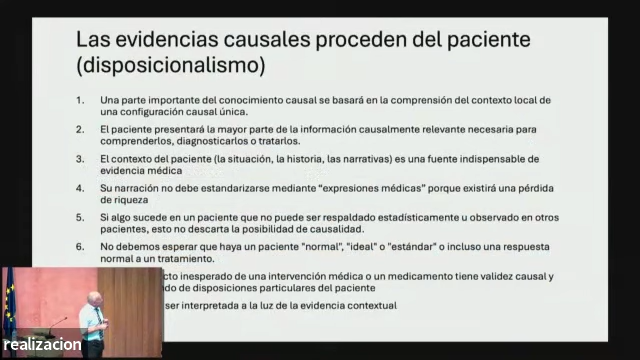 Las evidencias causales proceden del paciente
(disposicionalismo)
1. Una parte importante del conocimiento causal se basará en la comprensión del contexto local de
una configuración causal única.
2. El paciente presentará la mayor parte de la información causalmente relevante necesaria para
comprenderlos, diagnosticarlos o tratarlos.
3. El contexto del paciente (la situación, la historia, las narrativas) es una fuente indispensable de
evidencia médica
4. Su narración no debe estandarizarse mediante “expresiones médicas” porque existirá una pérdida
de riqueza
5. Si algo sucede en un paciente que no puede ser respaldado estadísticamente u observado en otros
pacientes, esto no descarta la posibilidad de causalidad.
6. No debemos esperar que haya un paciente "normal", "ideal" o "estándar" o incluso una respuesta
normal a un tratamiento.
cto inesperado de una intervención médica o un medicamento tiene validez causal y
do de disposiciones particulares del paciente
ser interpretada a la luz de la evidencia contextual
realizacion